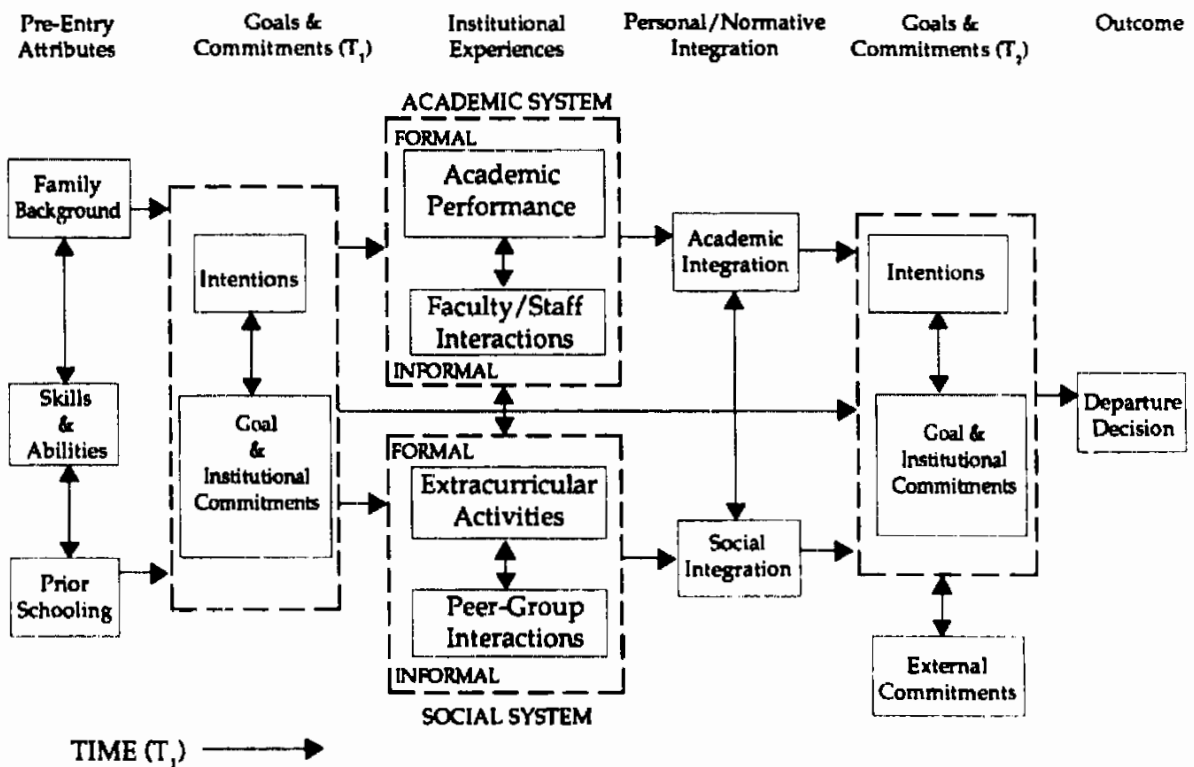 Pre-Entry
Attributes
Goals &
Commitments (T₁)
Institutional
Experiences
Personal/Normative
Integration
Goals &
Commitments (T₂)
Outcome
ACADEMIC SYSTEM
FORMAL
Academic
Performance
Faculty/Staff
Interactions
INFORMAL
Family
Background
Skills
&
Abilities
Prior
Schooling
Intentions
Goal
&
Institutional
Commitments
FORMAL
Extracurricular
Activities
Peer-Group
Interactions
INFORMAL
SOCIAL SYSTEM
Academic
Integration
Social
Integration
Intentions
Goal &
Institutional
Commitments
External
Commitments
Departure
Decision
TIME (T₁)